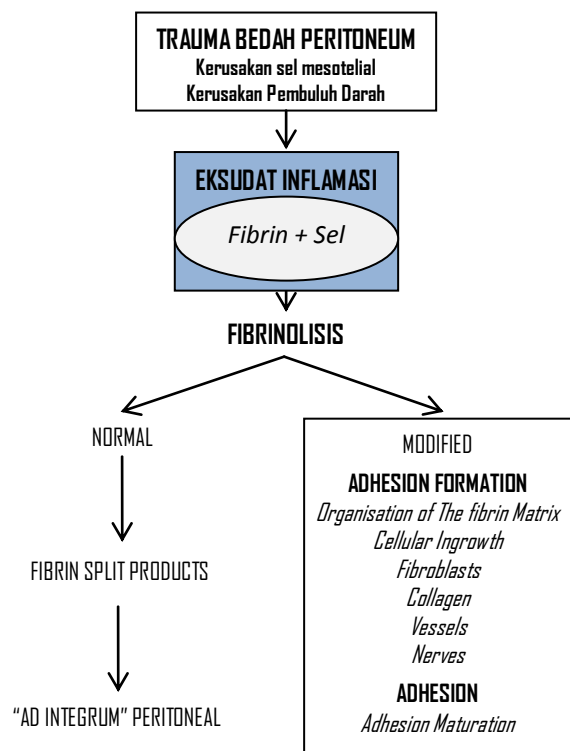 TRAUMA BEDAH PERITONEUM
Kerusakan sel mesotelial
Kerusakan Pembuluh Darah
EKSUDAT INFLAMASI
Fibrin + Sel
FIBRINOLISIS
NORMAL
FIBRIN SPLIT PRODUCTS
“AD INTEGRUM” PERITONEAL
MODIFIED
ADHESION FORMATION
Organisation of The fibrin Matrix
Cellular Ingrowth
Fibroblasts
Collagen
Vessels
Nerves
ADHESION
Adhesion Maturation